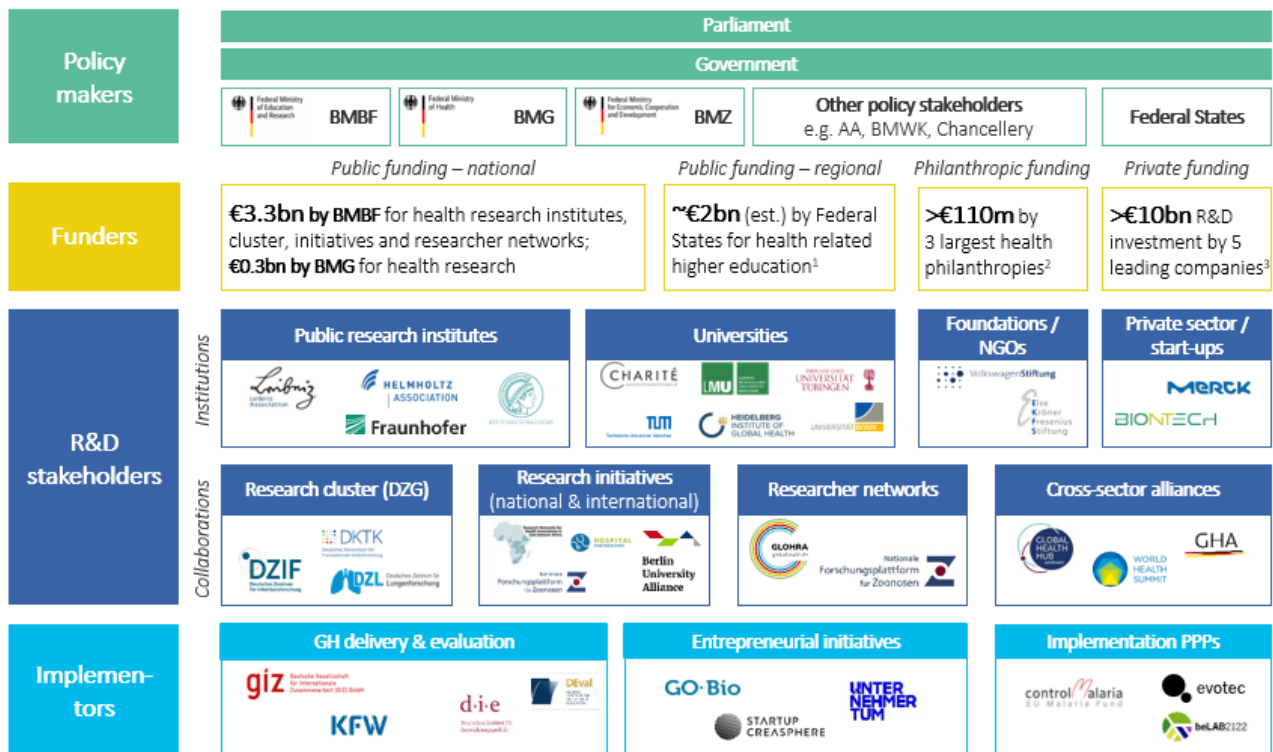 Policy
makers
Parliament
Government
Federal Ministry
of Education
and Research
BMBF
Federal Ministry
of Health
BMG
Federal Ministry
for Economic Cooperation
and Development
BMZ
Other policy stakeholders
e.g. AA, BMWK, Chancellery
Federal States
Public funding – national
Public funding – regional
Philanthropic funding
Private funding
Funders
€3.3bn by BMBF for health research institutes,
cluster, initiatives and researcher networks;
€0.3bn by BMG for health research
~€2bn (est.) by Federal
States for health related
higher education¹
>€110m by
3 largest health
philanthropies²
>€10bn R&D
investment by 5
leading companies³
R&D
stakeholders
Institutions
Public research institutes
Leibniz
Leibniz
Association
HELMHOLTZ
ASSOCIATION
Fraunhofer
Universities
CHARITÉ
LMU
UNIVERSITÄT
TÜBINGEN
TUM
Technische Universität München
HEIDELBERG
INSTITUTE OF
GLOBAL HEALTH
UNIVERSITÄT BONN
Foundations /
NGOs
VolkswagenStiftung
Else
Kröner
Fresenius
Stiftung
Private sector /
start-ups
MERCK
BIONTECH
Collaborations
Research cluster (DZG)
DKTK
DZIF
DZL
Deutsches Zentrum für
Lungenforschung
Research initiatives
(national & international)
HOSPITAL
PARTNERSHIPS
Nationale
Forschungsplattform
für Zoonosen
Berlin
University
Alliance
Researcher networks
GLOHRA
Nationale
Forschungsplattform
für Zoonosen
Cross-sector alliances
GLOBAL
HEALTH
HUB
WORLD
HEALTH
SUMMIT
GHA
Implemen-
tors
GH delivery & evaluation
giz
Deutsche Gesellschaft
für Internationale
Zusammenarbeit (GIZ) GmbH
KFW
d·i·e
DEval
Entrepreneurial initiatives
GO-Bio
STARTUP
CREASPHERE
UNTER
NEHMER
TUM
Implementation PPPs
controlMalaria
EU Malaria Fund
evotec
beLAB2122